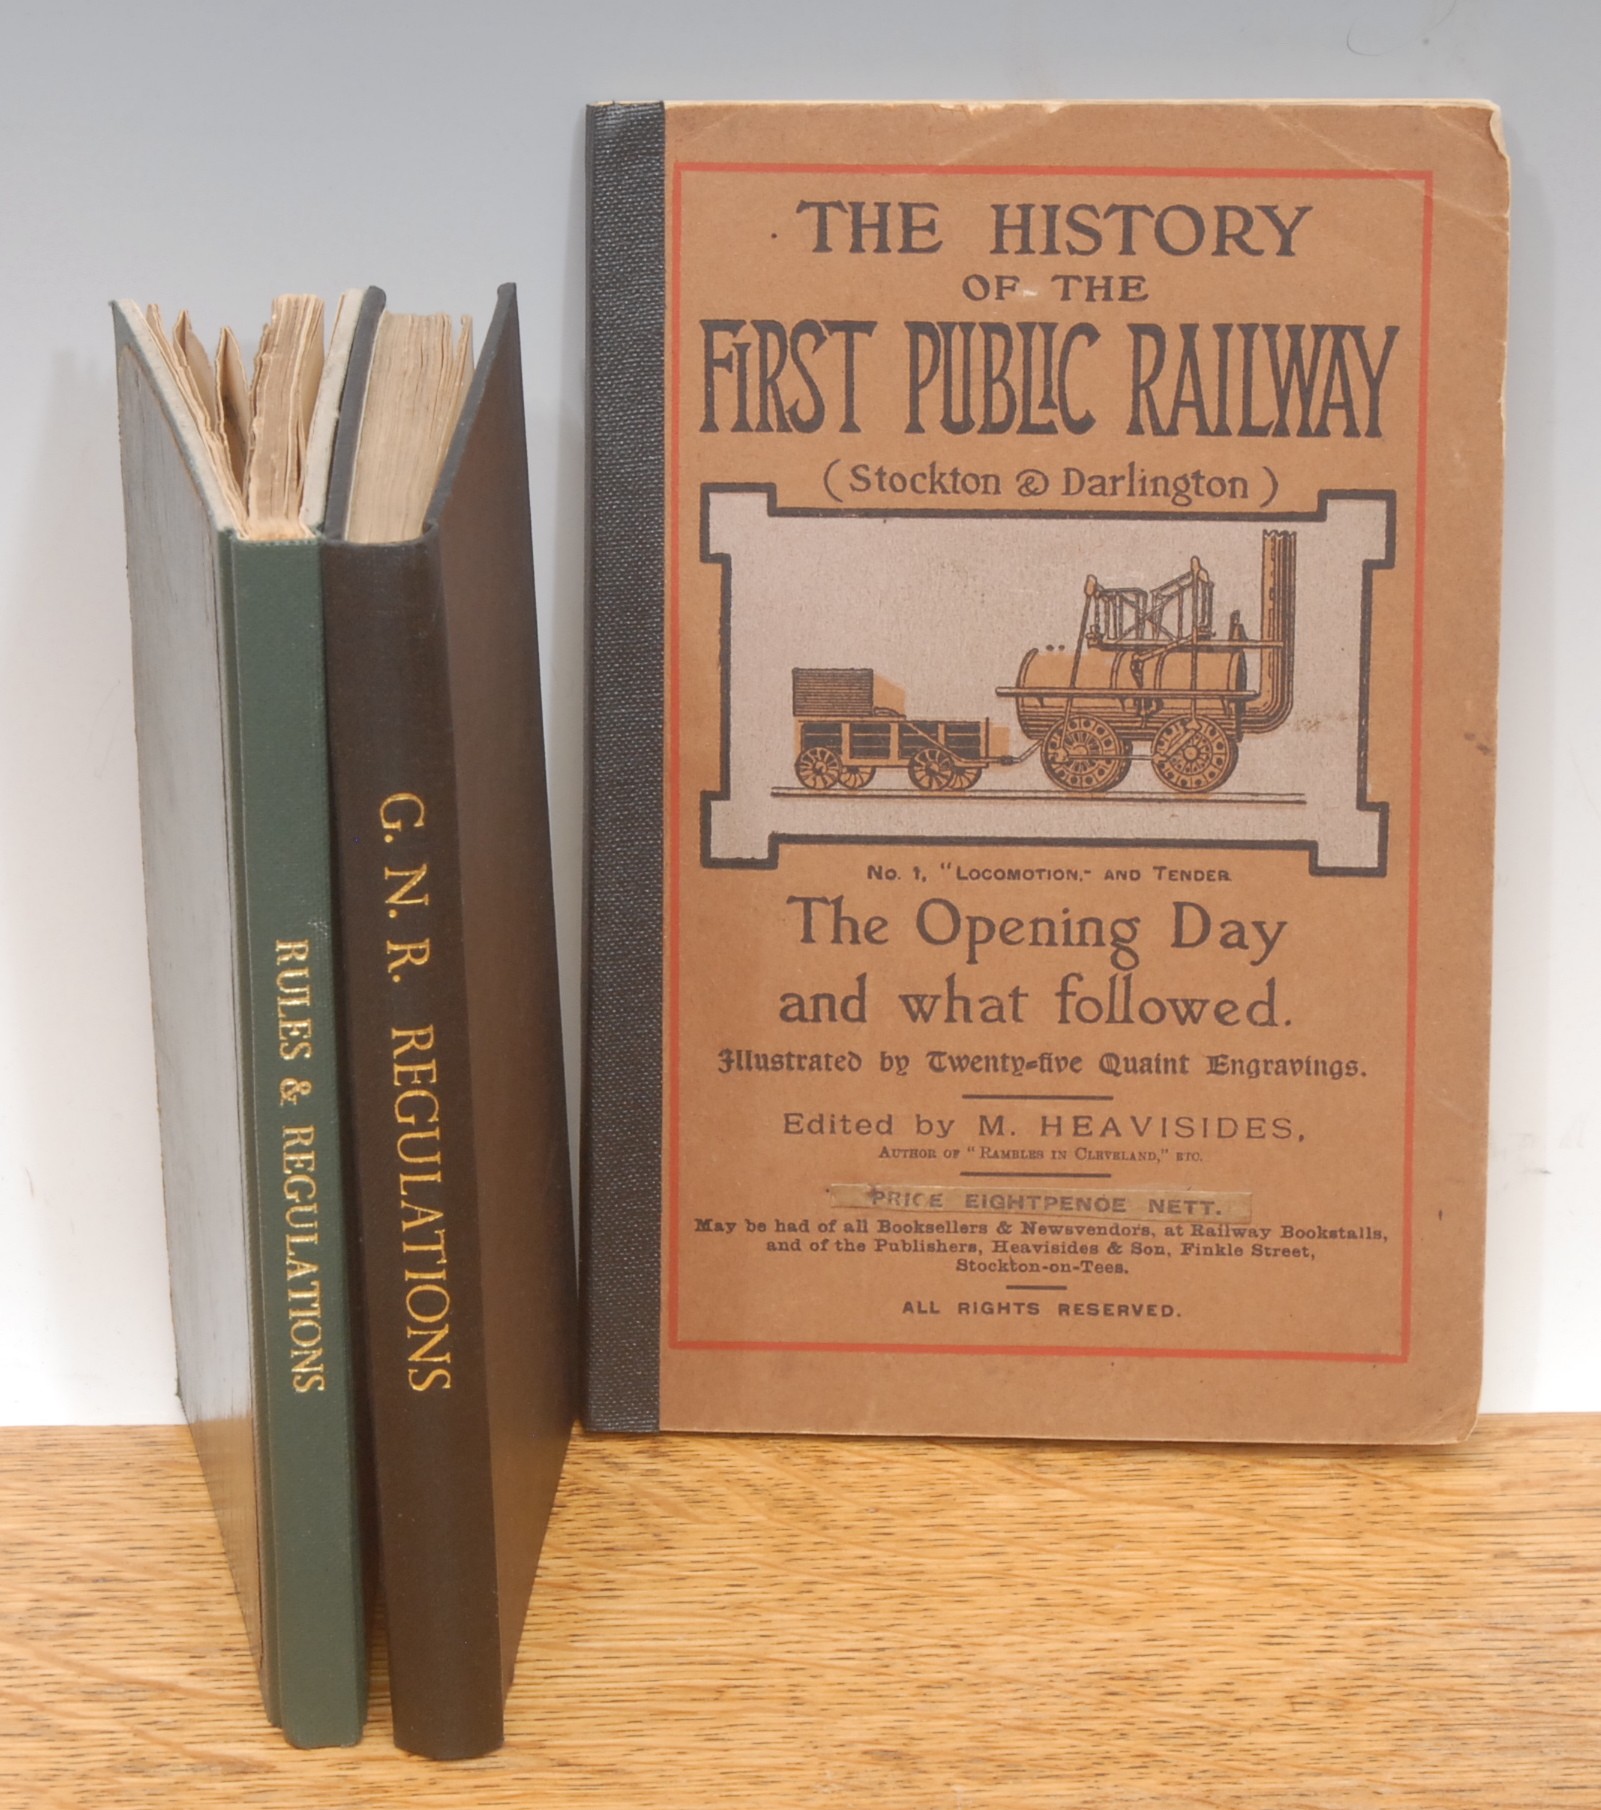 RULES & REGULATIONS
G. N. R. REGULATIONS
THE HISTORY
OF THE
FIRST PUBLIC RAILWAY
(Stockton & Darlington)
No. 1, "LOCOMOTION," AND TENDER
The Opening Day
and what followed.
Illustrated by Twenty-five Quaint Engravings.
Edited by M. HEAVISIDES,
AUTHOR OF "RAMBLES IN CLEVELAND," ETC.
PRICE EIGHTPENCE NETT.
May be had of all Booksellers & Newsvendors, at Railway Bookstalls,
and of the Publishers, Heavisides & Son, Finkle Street,
Stockton-on-Tees.
ALL RIGHTS RESERVED.